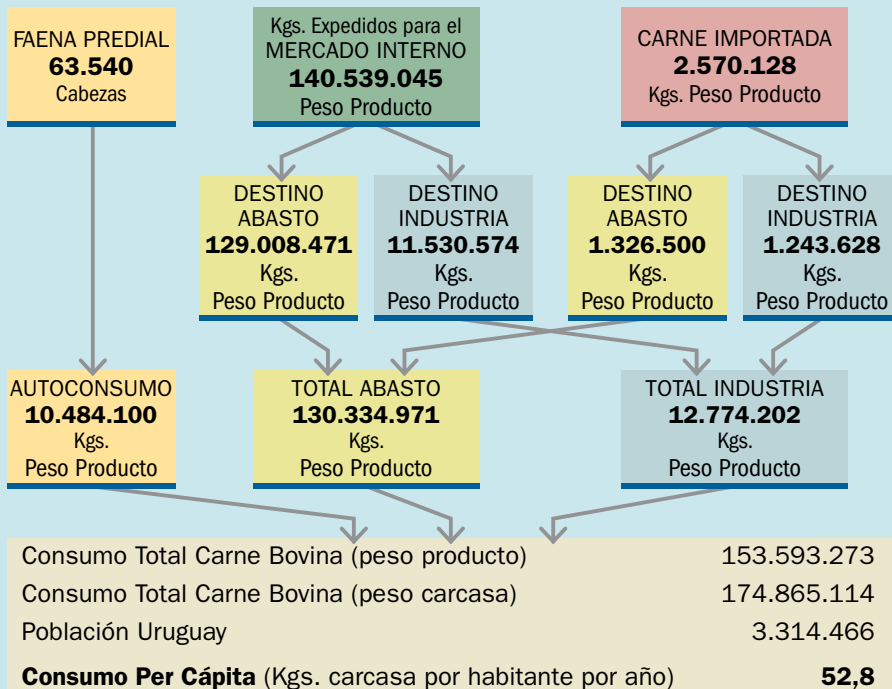 FAENA PREDIAL
63.540
Cabezas
Kgs. Expedidos para el
MERCADO INTERNO
140.539.045
Peso Producto
CARNE IMPORTADA
2.570.128
Kgs. Peso Producto
DESTINO
ABASTO
129.008.471
Kgs.
Peso Producto
DESTINO
INDUSTRIA
11.530.574
Kgs.
Peso Producto
DESTINO
ABASTO
1.326.500
Kgs.
Peso Producto
DESTINO
INDUSTRIA
1.243.628
Kgs.
Peso Producto
AUTOCONSUMO
10.484.100
Kgs.
Peso Producto
TOTAL ABASTO
130.334.971
Kgs.
Peso Producto
TOTAL INDUSTRIA
12.774.202
Kgs.
Peso Producto
Consumo Total Carne Bovina (peso producto) 153.593.273
Consumo Total Carne Bovina (peso carcasa) 174.865.114
Población Uruguay 3.314.466
Consumo Per Cápita (Kgs. carcasa por habitante por año) 52,8